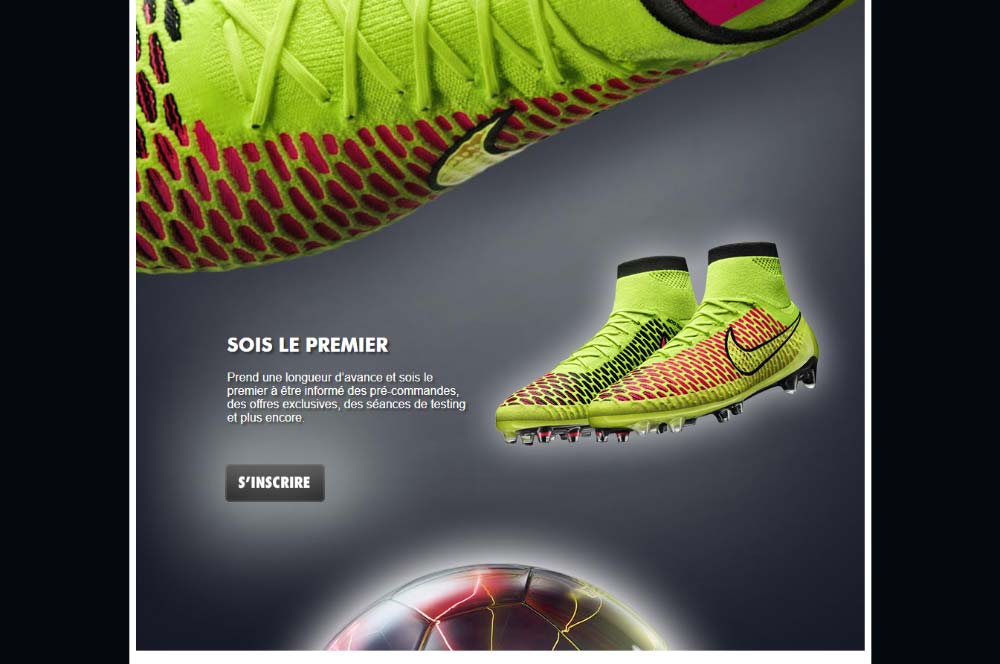 SOIS LE PREMIER
Prend une longueur d'avance et sois le
premier à être informé des pré-commandes,
des offres exclusives, des séances de testing
et plus encore.
S'INSCRIRE